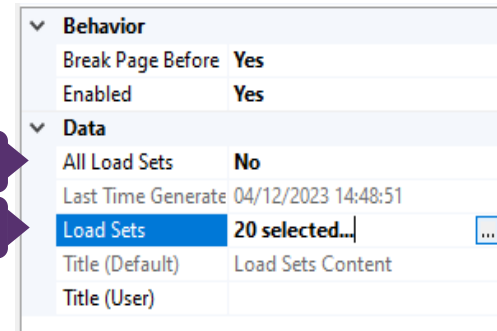 Behavior
Break Page Before Yes
Enabled Yes
Data
All Load Sets No
Last Time Generate 04/12/2023 14:48:51
Load Sets 20 selected... ...
Title (Default) Load Sets Content
Title (User)